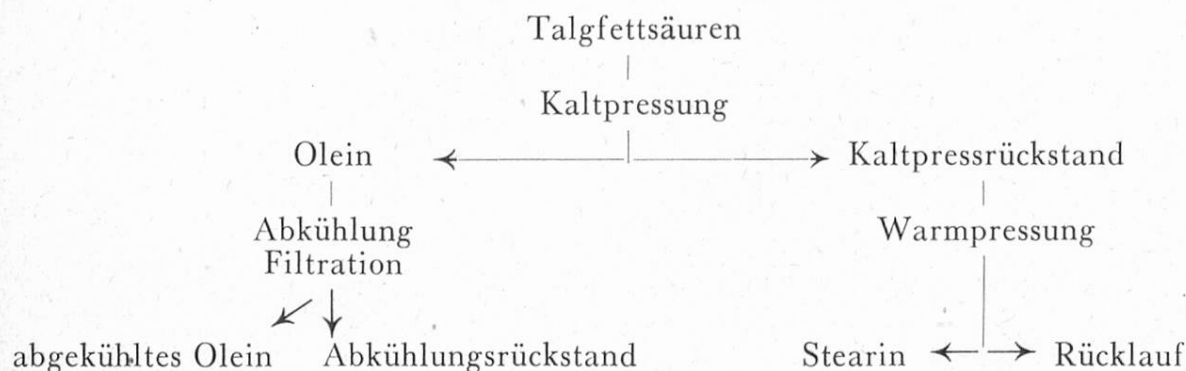 Talgfettsäuren
Kaltpressung
Olein
Kaltpressrückstand
Abkühlung
Filtration
Warmpressung
abgekühltes Olein
Abkühlungsrückstand
Stearin
Rücklauf